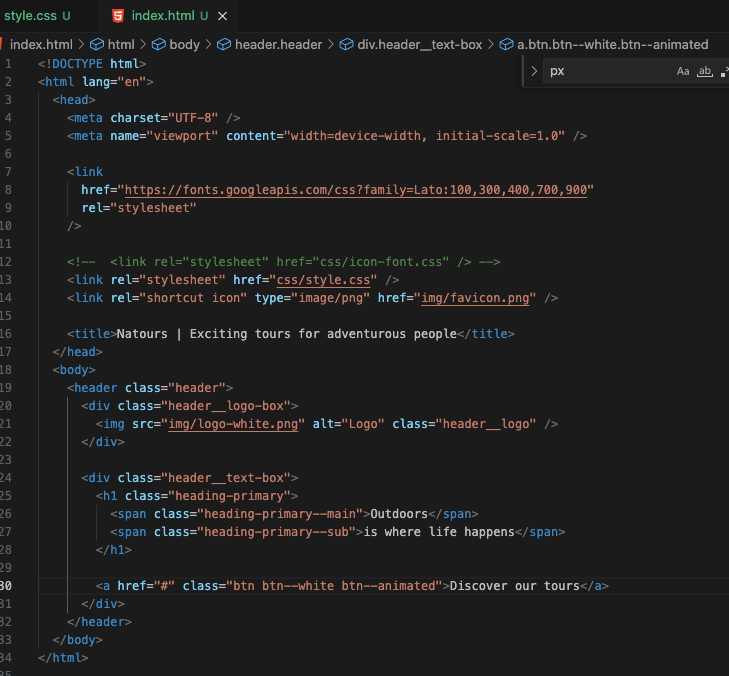 style.css U index.html U
index.html > html > body > header.header > div.header__text-box > a.btn.btn--white.btn--animated
px Aa ab
1 <!DOCTYPE html>
2 <html lang="en">
3 <head>
4 <meta charset="UTF-8" />
5 <meta name="viewport" content="width=device-width, initial-scale=1.0" />
6
7 <link
8 href="https://fonts.googleapis.com/css?family=Lato:100,300,400,700,900"
9 rel="stylesheet"
10 />
11
12 <!-- <link rel="stylesheet" href="css/icon-font.css" /> -->
13 <link rel="stylesheet" href="css/style.css" />
14 <link rel="shortcut icon" type="image/png" href="img/favicon.png" />
15
16 <title>Natours | Exciting tours for adventurous people</title>
17 </head>
18 <body>
19 <header class="header">
20 <div class="header__logo-box">
21 <img src="img/logo-white.png" alt="Logo" class="header__logo" />
22 </div>
23
24 <div class="header__text-box">
25 <h1 class="heading-primary">
26 <span class="heading-primary--main">Outdoors</span>
27 <span class="heading-primary--sub">is where life happens</span>
28 </h1>
29
30 <a href="#" class="btn btn--white btn--animated">Discover our tours</a>
31 </div>
32 </header>
33 </body>
34 </html>
35